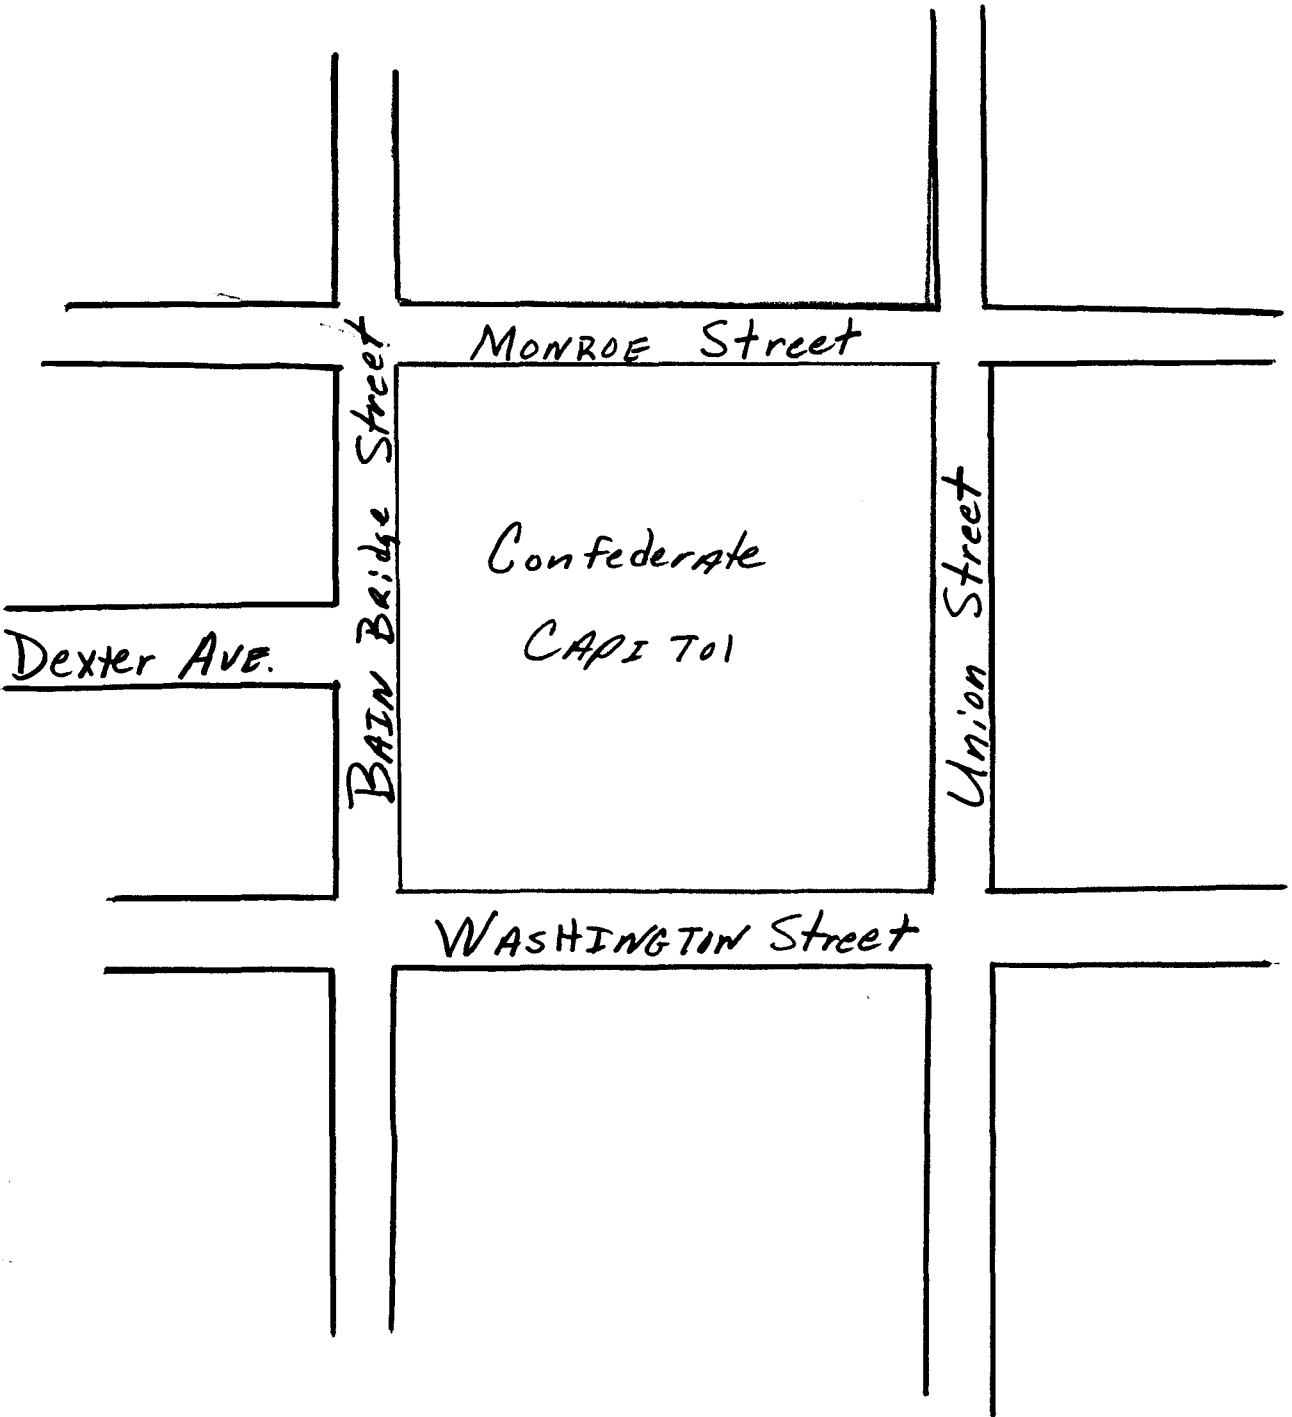 Monroe Street
Bain Bridge Street
Confederate
Capitol
Union Street
Dexter Ave.
Washington Street